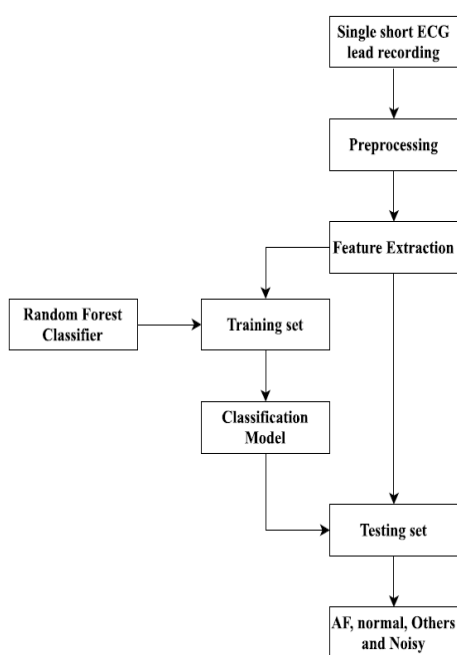 Single short ECG
lead recording
Preprocessing
Feature Extraction
Random Forest
Classifier
Training set
Classification
Model
Testing set
AF, normal, Others
and Noisy